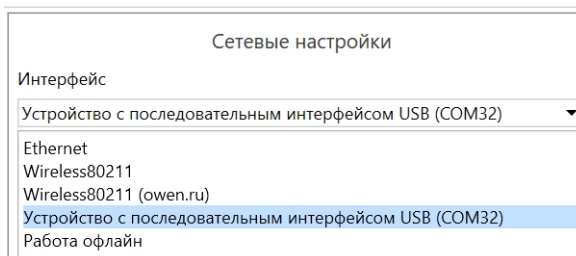 Сетевые настройки
Интерфейс
Устройство с последовательным интерфейсом USB (COM32)
Ethernet
Wireless80211
Wireless80211 (owen.ru)
Устройство с последовательным интерфейсом USB (COM32)
Работа офлайн